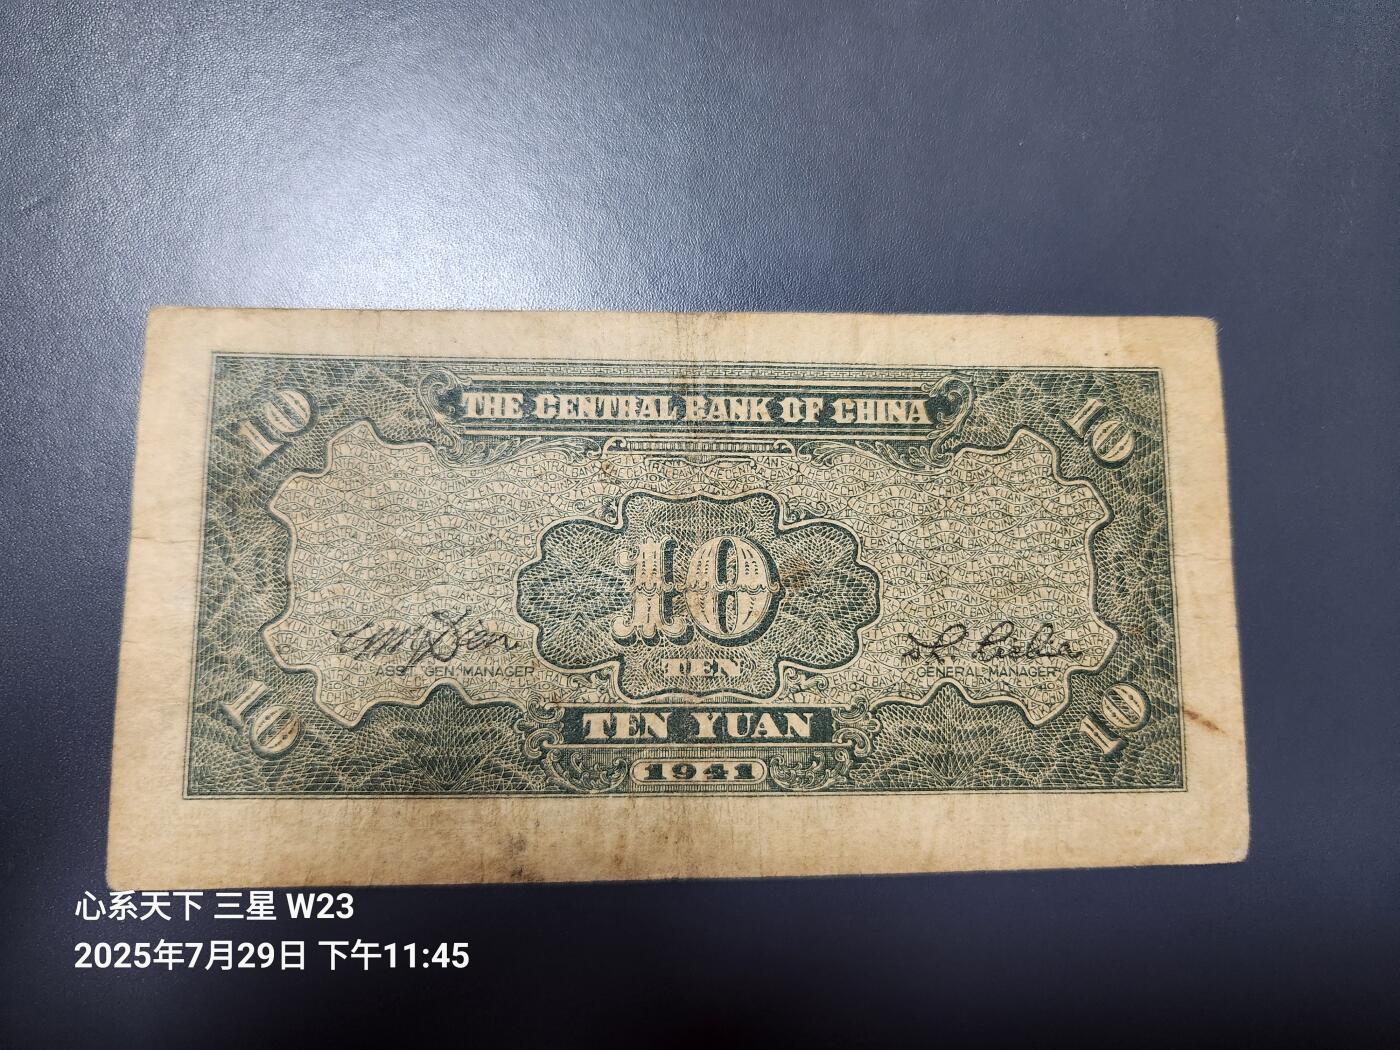 10
THE CENTRAL BANK OF CHINA
10
10
TEN
ASST GEN MANAGER
GENERAL MANAGER
10
TEN YUAN
10
1941
心系天下 三星 W23
2025年7月29日 下午11:45